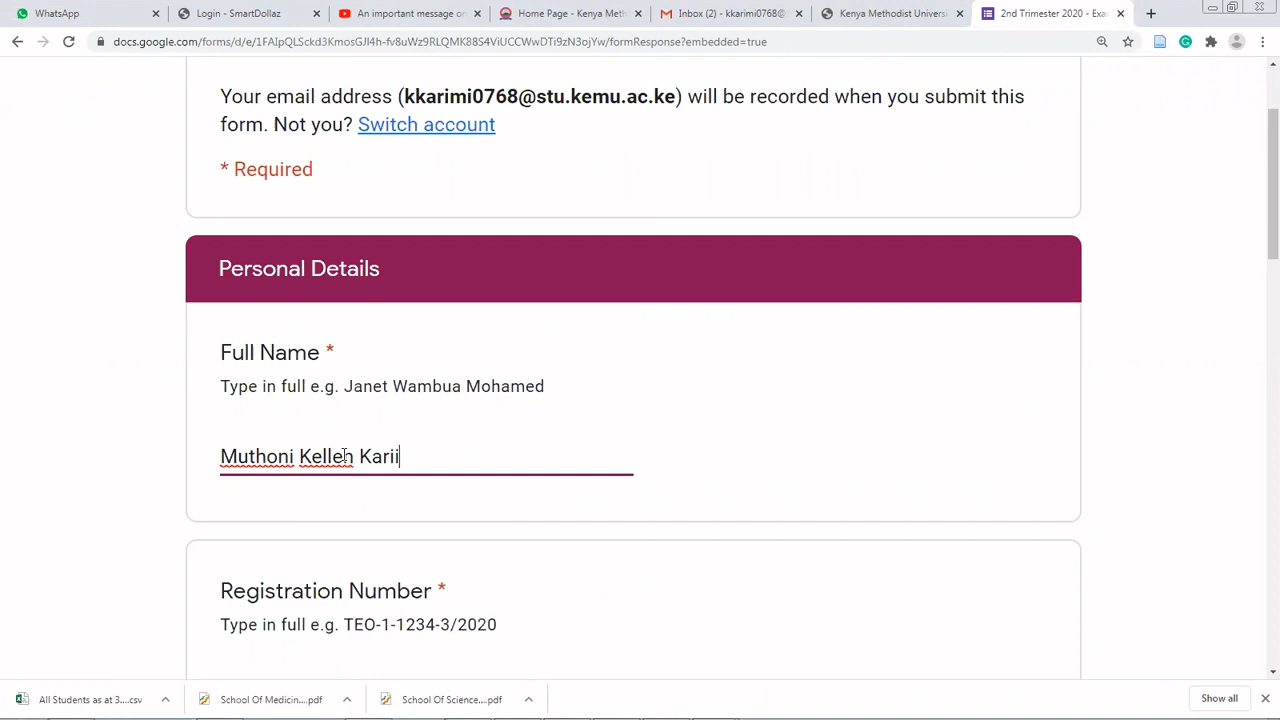 WhatsApp
Login - SmartDollaz
An important message o
Home Page - Kenya Meth
Inbox (2) - kkarimi0768@
Kenya Methodist Univers
2nd Trimester 2020 - Exa
docs.google.com/forms/d/e/1FAIpQLSckd3KmosGJl4h-fv8uWz9RLQMK88S4ViUCCWwDTi9zN3ojYw/formResponse?embedded=true
Your email address (kkarimi0768@stu.kemu.ac.ke) will be recorded when you submit this
form. Not you? Switch account
* Required
Personal Details
Full Name *
Type in full e.g. Janet Wambua Mohamed
Muthoni Kelleh Karii
Registration Number *
Type in full e.g. TEO-1-1234-3/2020
All Students as at 3....csv
School Of Medicin....pdf
School Of Science....pdf
Show all